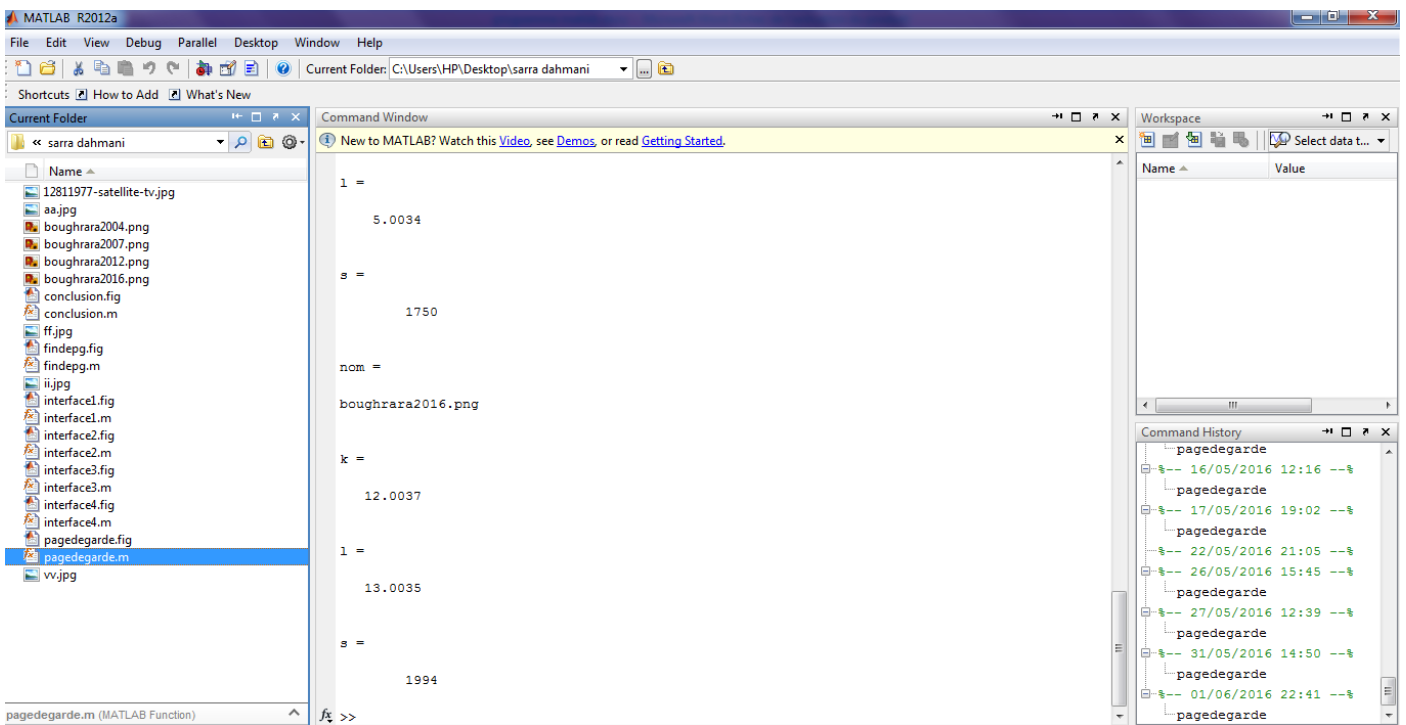 MATLAB R2012a
File Edit View Debug Parallel Desktop Window Help
Current Folder: C:\Users\HP\Desktop\sarra dahmani
Shortcuts How to Add What's New
Current Folder
« sarra dahmani
Name
12811977-satellite-tv.jpg
aa.jpg
boughrara2004.png
boughrara2007.png
boughrara2012.png
boughrara2016.png
conclusion.fig
conclusion.m
ff.jpg
findepg.fig
findepg.m
ii.jpg
interface1.fig
interface1.m
interface2.fig
interface2.m
interface3.fig
interface3.m
interface4.fig
interface4.m
pagedegarde.fig
pagedegarde.m
vv.jpg
pagedegarde.m (MATLAB Function)
Command Window
New to MATLAB? Watch this Video, see Demos, or read Getting Started.
l =
5.0034
s =
1750
nom =
boughrara2016.png
k =
12.0037
l =
13.0035
s =
1994
fx >>
Workspace
Select data t...
Name Value
Command History
pagedegarde
%-- 16/05/2016 12:16 --%
pagedegarde
%-- 17/05/2016 19:02 --%
pagedegarde
%-- 22/05/2016 21:05 --%
%-- 26/05/2016 15:45 --%
pagedegarde
%-- 27/05/2016 12:39 --%
pagedegarde
%-- 31/05/2016 14:50 --%
pagedegarde
%-- 01/06/2016 22:41 --%
pagedegarde